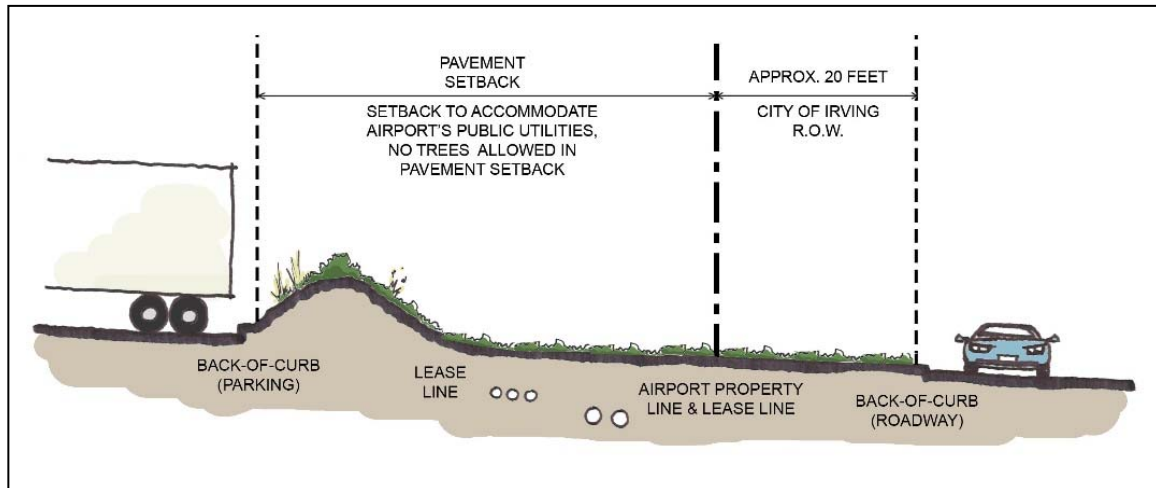 PAVEMENT
SETBACK
SETBACK TO ACCOMMODATE
AIRPORT'S PUBLIC UTILITIES,
NO TREES ALLOWED IN
PAVEMENT SETBACK
APPROX. 20 FEET
CITY OF IRVING
R.O.W.
BACK-OF-CURB
(PARKING)
LEASE
LINE
AIRPORT PROPERTY
LINE & LEASE LINE
BACK-OF-CURB
(ROADWAY)